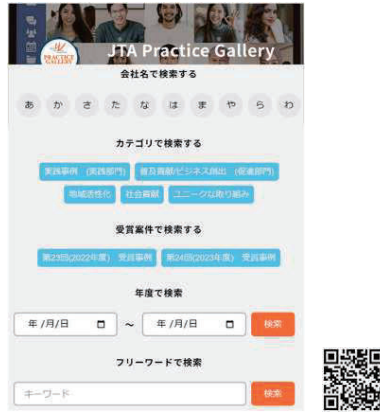 PRACTICE
GALLERY
JTA Practice Gallery
会社名で検索する
あ か さ た な は ま や ら わ
カテゴリで検索する
実践事例 (実践部門) 普及貢献/ビジネス創出 (促進部門)
地域活性化 社会貢献 ユニークな取り組み
受賞案件で検索する
第23回(2022年度) 受賞事例 第24回(2023年度) 受賞事例
年度で検索
年 /月/日 ~ 年 /月/日 検索
フリーワードで検索
キーワード 検索